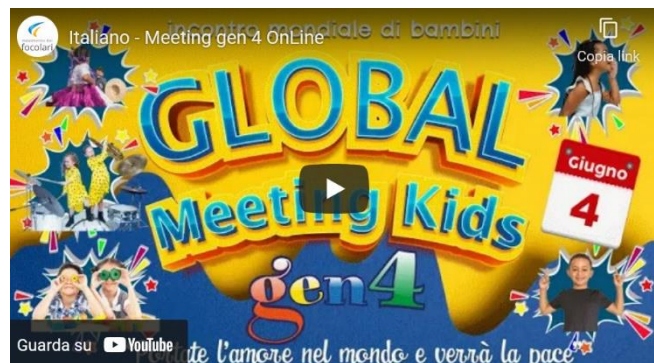 incontro mondiale di bambini
focolari
Italiano - Meeting gen 4 OnLine
Copia link
GLOBAL
Meeting Kids
Giugno
4
gen4
Guarda su YouTube
l'amore nel mondo e verrà la pace"